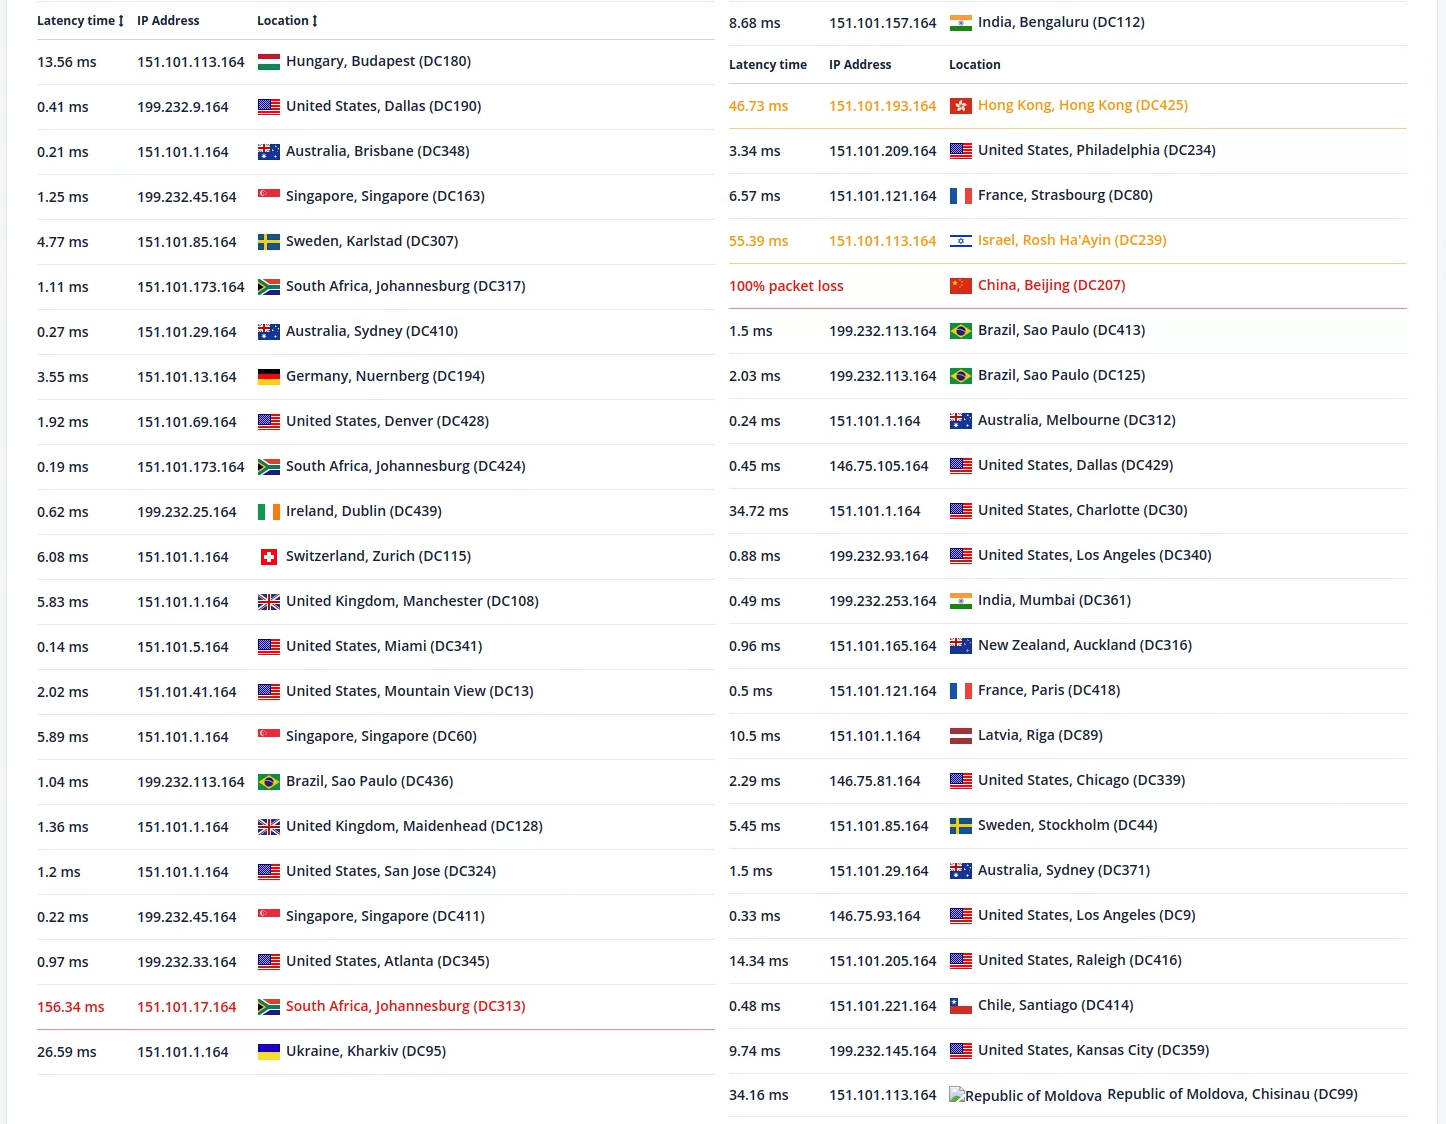 Latency time IP Address Location
13.56 ms 151.101.113.164 Hungary, Budapest (DC180)
0.41 ms 199.232.9.164 United States, Dallas (DC190)
0.21 ms 151.101.1.164 Australia, Brisbane (DC348)
1.25 ms 199.232.45.164 Singapore, Singapore (DC163)
4.77 ms 151.101.85.164 Sweden, Karlstad (DC307)
1.11 ms 151.101.173.164 South Africa, Johannesburg (DC317)
0.27 ms 151.101.29.164 Australia, Sydney (DC410)
3.55 ms 151.101.13.164 Germany, Nuernberg (DC194)
1.92 ms 151.101.69.164 United States, Denver (DC428)
0.19 ms 151.101.173.164 South Africa, Johannesburg (DC424)
0.62 ms 199.232.25.164 Ireland, Dublin (DC439)
6.08 ms 151.101.1.164 Switzerland, Zurich (DC115)
5.83 ms 151.101.1.164 United Kingdom, Manchester (DC108)
0.14 ms 151.101.5.164 United States, Miami (DC341)
2.02 ms 151.101.41.164 United States, Mountain View (DC13)
5.89 ms 151.101.1.164 Singapore, Singapore (DC60)
1.04 ms 199.232.113.164 Brazil, Sao Paulo (DC436)
1.36 ms 151.101.1.164 United Kingdom, Maidenhead (DC128)
1.2 ms 151.101.1.164 United States, San Jose (DC324)
0.22 ms 199.232.45.164 Singapore, Singapore (DC411)
0.97 ms 199.232.33.164 United States, Atlanta (DC345)
156.34 ms 151.101.17.164 South Africa, Johannesburg (DC313)
26.59 ms 151.101.1.164 Ukraine, Kharkiv (DC95)
8.68 ms 151.101.157.164 India, Bengaluru (DC112)
Latency time IP Address Location
46.73 ms 151.101.193.164 Hong Kong, Hong Kong (DC425)
3.34 ms 151.101.209.164 United States, Philadelphia (DC234)
6.57 ms 151.101.121.164 France, Strasbourg (DC80)
55.39 ms 151.101.113.164 Israel, Rosh Ha'Ayin (DC239)
100% packet loss China, Beijing (DC207)
1.5 ms 199.232.113.164 Brazil, Sao Paulo (DC413)
2.03 ms 199.232.113.164 Brazil, Sao Paulo (DC125)
0.24 ms 151.101.1.164 Australia, Melbourne (DC312)
0.45 ms 146.75.105.164 United States, Dallas (DC429)
34.72 ms 151.101.1.164 United States, Charlotte (DC30)
0.88 ms 199.232.93.164 United States, Los Angeles (DC340)
0.49 ms 199.232.253.164 India, Mumbai (DC361)
0.96 ms 151.101.165.164 New Zealand, Auckland (DC316)
0.5 ms 151.101.121.164 France, Paris (DC418)
10.5 ms 151.101.1.164 Latvia, Riga (DC89)
2.29 ms 146.75.81.164 United States, Chicago (DC339)
5.45 ms 151.101.85.164 Sweden, Stockholm (DC44)
1.5 ms 151.101.29.164 Australia, Sydney (DC371)
0.33 ms 146.75.93.164 United States, Los Angeles (DC9)
14.34 ms 151.101.205.164 United States, Raleigh (DC416)
0.48 ms 151.101.221.164 Chile, Santiago (DC414)
9.74 ms 199.232.145.164 United States, Kansas City (DC359)
34.16 ms 151.101.113.164 Republic of Moldova Republic of Moldova, Chisinau (DC99)